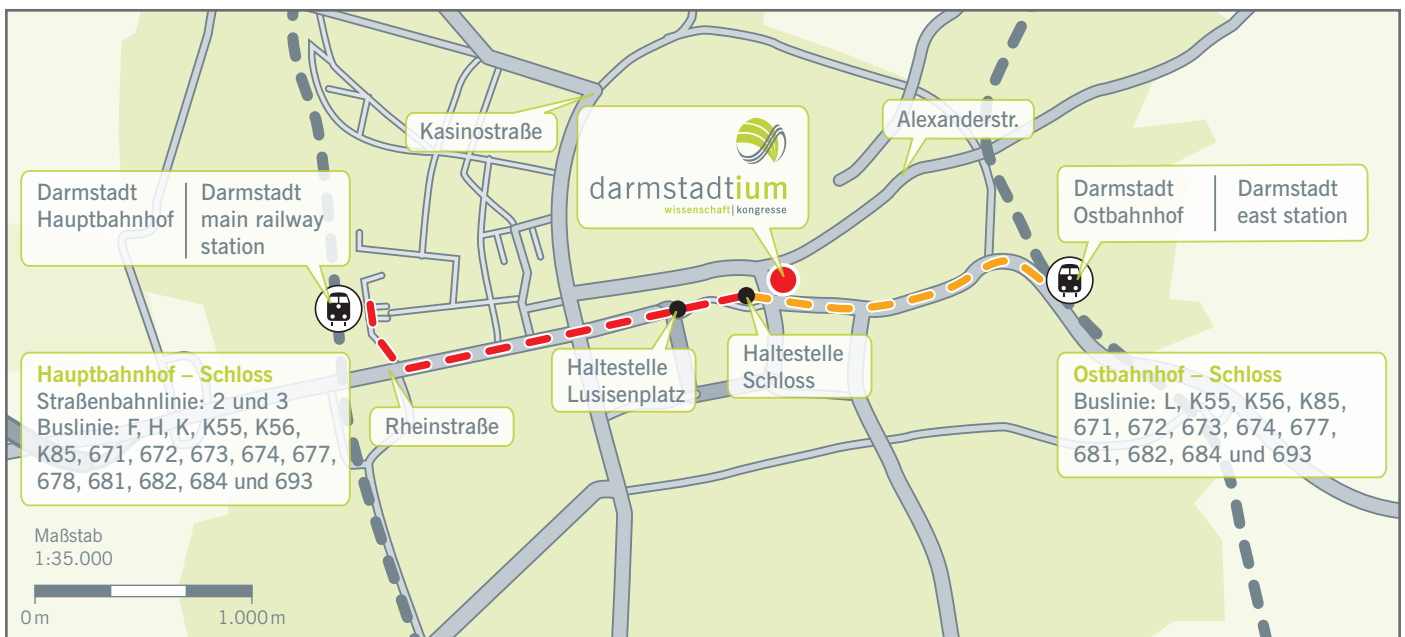 Kasinostraße
Alexanderstr.
darmstadtium
wissenschaft|kongresse
Darmstadt
Hauptbahnhof
Darmstadt
main railway
station
Darmstadt
Ostbahnhof
Darmstadt
east station
Haltestelle
Lusisenplatz
Haltestelle
Schloss
Rheinstraße
Hauptbahnhof – Schloss
Straßenbahnlinie: 2 und 3
Buslinie: F, H, K, K55, K56,
K85, 671, 672, 673, 674, 677,
678, 681, 682, 684 und 693
Ostbahnhof – Schloss
Buslinie: L, K55, K56, K85,
671, 672, 673, 674, 677,
681, 682, 684 und 693
Maßstab
1:35.000
0 m
1.000 m